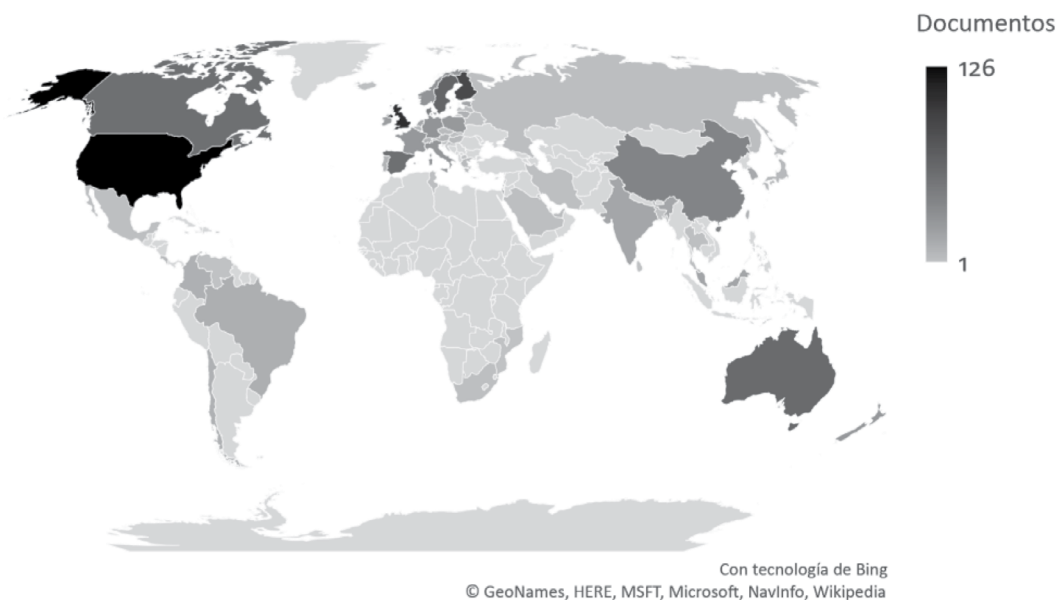 Documentos
126
1
Con tecnología de Bing
© GeoNames, HERE, MSFT, Microsoft, NavInfo, Wikipedia